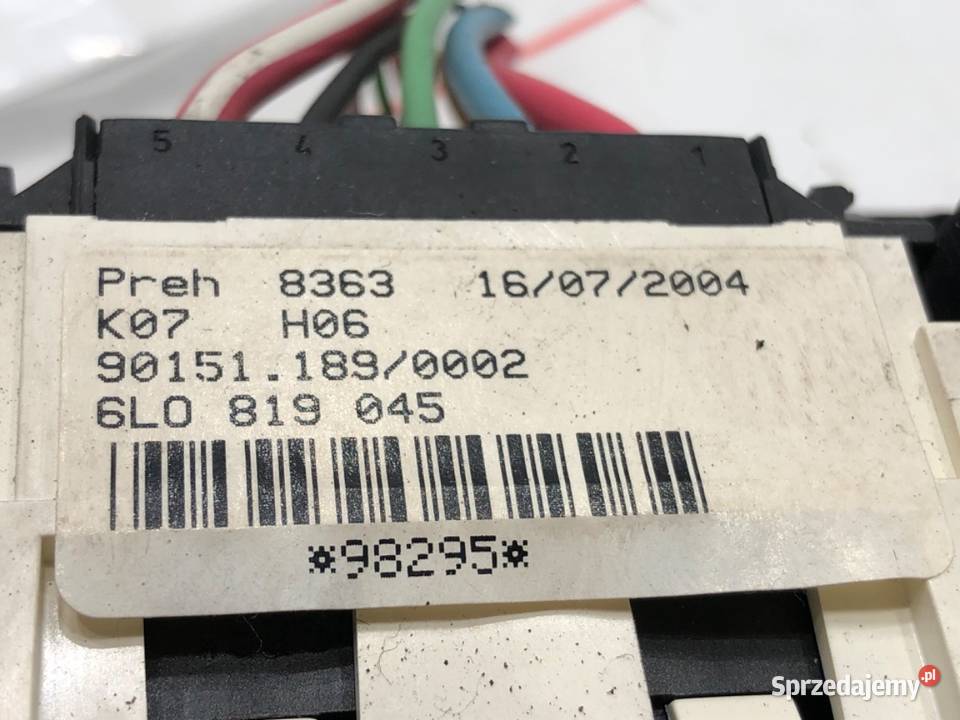 5 4 3 2 1
Preh 8363 16/07/2004
K07 H06
90151.189/0002
6L0 819 045
*98295*
Sprzedajemy.pl